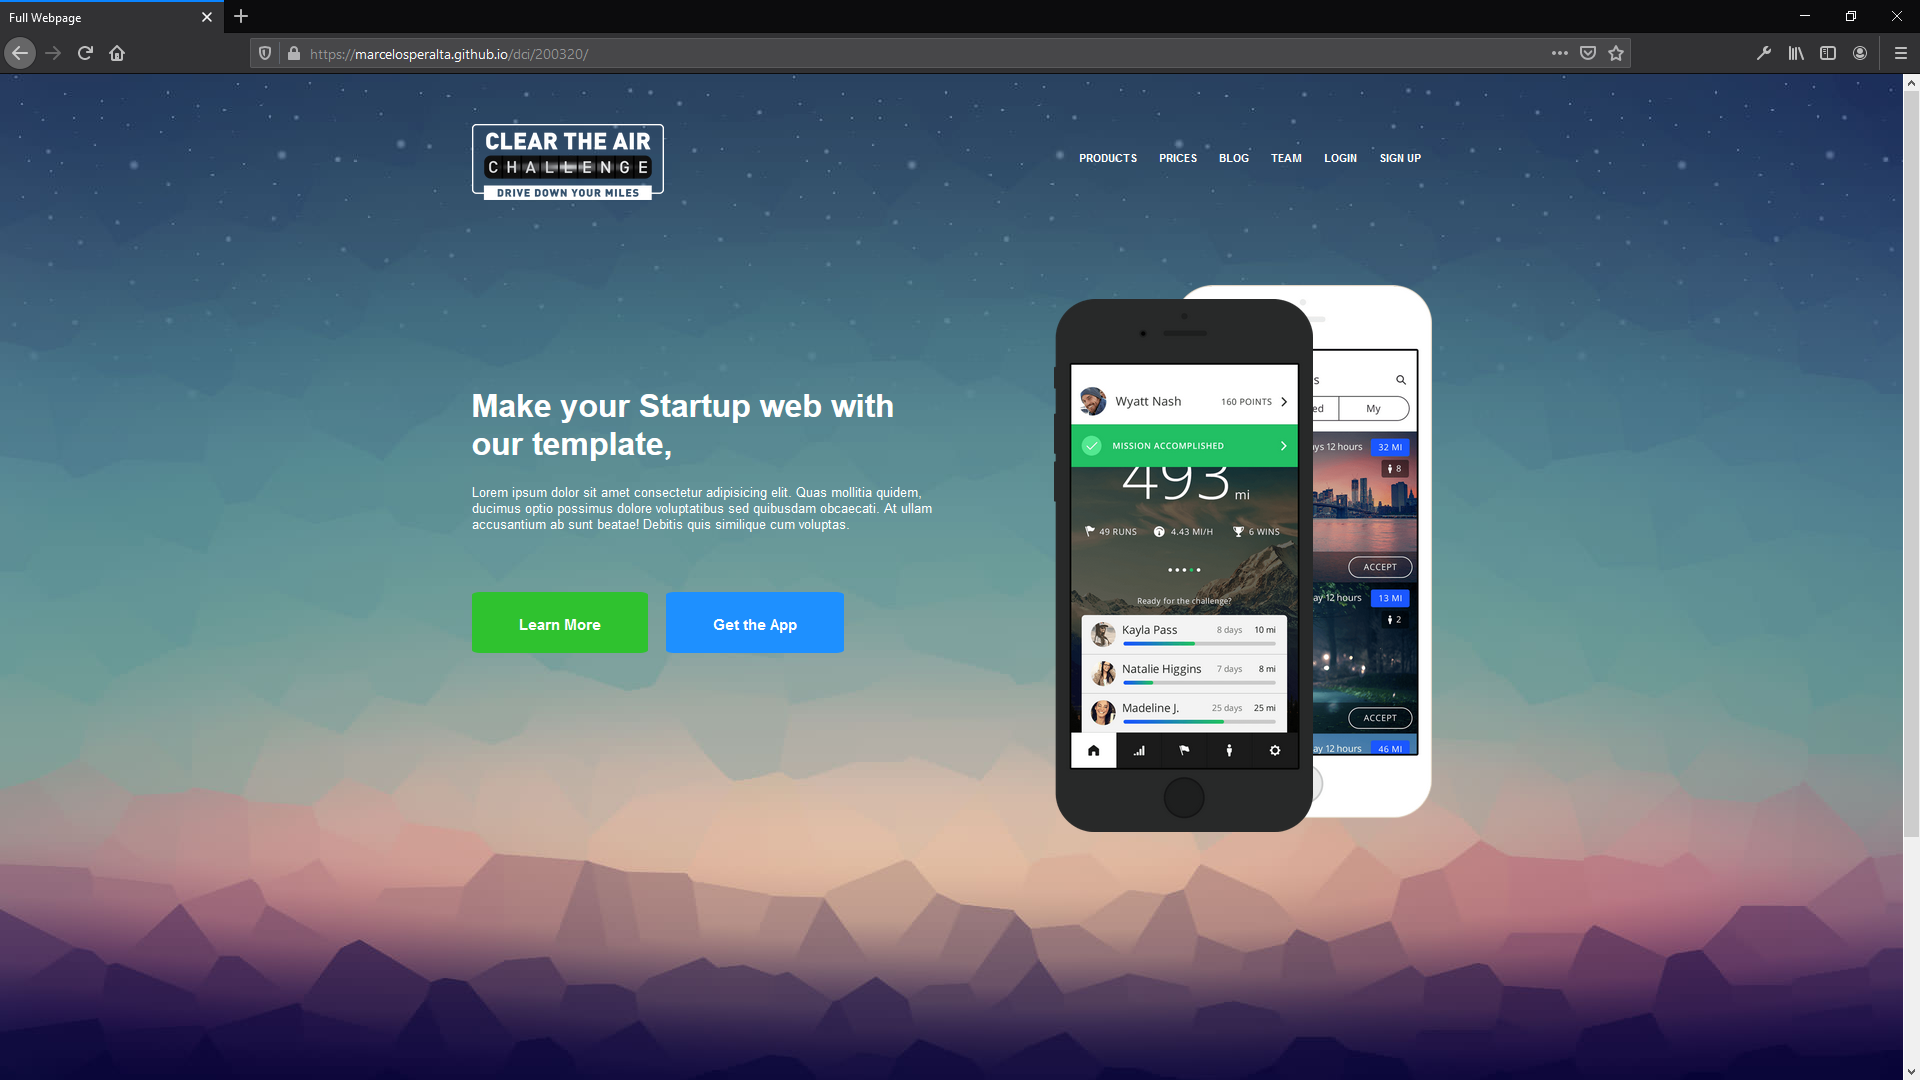 Full Webpage
https://marcelosperalta.github.io/dci/200320/
CLEAR THE AIR
CHALLENGE
DRIVE DOWN YOUR MILES
PRODUCTS PRICES BLOG TEAM LOGIN SIGN UP
Make your Startup web with
our template,
Lorem ipsum dolor sit amet consectetur adipisicing elit. Quas mollitia quidem,
ducimus optio possimus dolore voluptatibus sed quibusdam obcaecati. At ullam
accusantium ab sunt beatae! Debitis quis similique cum voluptas.
Learn More Get the App
Wyatt Nash 160 POINTS
MISSION ACCOMPLISHED
493 mi
49 RUNS 4.43 MI/H 6 WINS
Ready for the challenge?
Kayla Pass 8 days 10 mi
Natalie Higgins 7 days 8 mi
Madeline J. 25 days 25 mi
s
ed My
ys 12 hours 32 MI
8
ACCEPT
ay 12 hours 13 MI
2
ACCEPT
ay 12 hours 46 MI